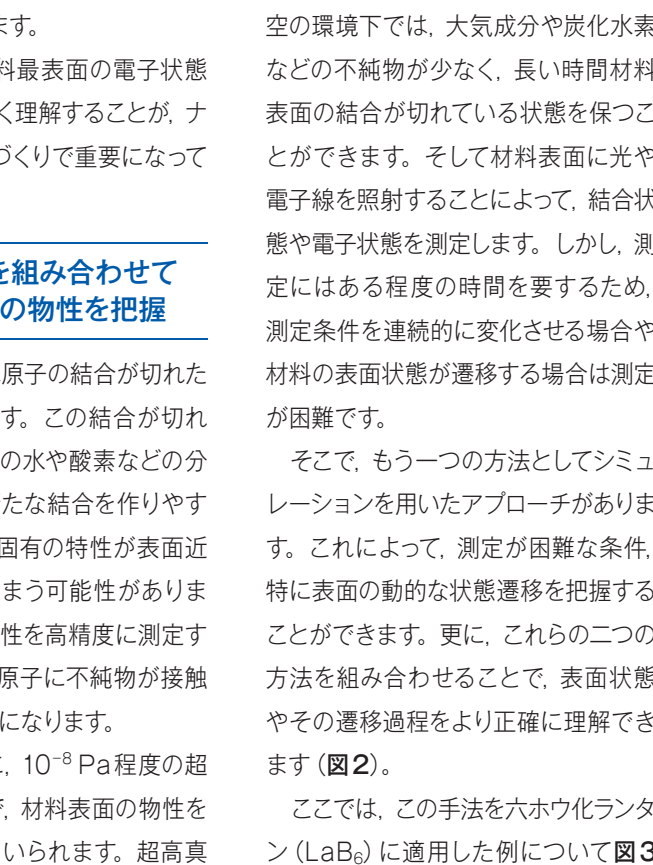 ます。
料最表面の電子状態
く理解することが, ナ
づくりで重要になって
を組み合わせて
の物性を把握
原子の結合が切れた
す。この結合が切れ
の水や酸素などの分
たな結合を作りやす
固有の特性が表面近
まう可能性がありま
性を高精度に測定す
原子に不純物が接触
になります。
, 10⁻⁸ Pa程度の超
, 材料表面の物性を
いられます。超高真
空の環境下では, 大気成分や炭化水素
などの不純物が少なく, 長い時間材料
表面の結合が切れている状態を保つこ
とができます。そして材料表面に光や
電子線を照射することによって, 結合状
態や電子状態を測定します。しかし, 測
定にはある程度の時間を要するため,
測定条件を連続的に変化させる場合や
材料の表面状態が遷移する場合は測定
が困難です。
そこで, もう一つの方法としてシミュ
レーションを用いたアプローチがありま
す。これによって, 測定が困難な条件,
特に表面の動的な状態遷移を把握する
ことができます。更に, これらの二つの
方法を組み合わせることで, 表面状態
やその遷移過程をより正確に理解でき
ます（図2）。
ここでは, この手法を六ホウ化ランタ
ン（LaB₆）に適用した例について図3